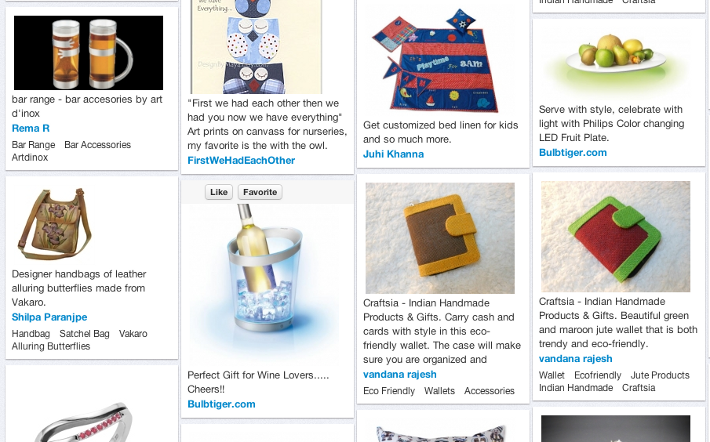 bar range - bar accesories by art
d'inox
Rema R
Bar Range Bar Accessories
Artdinox
Designer handbags of leather
alluring butterflies made from
Vakaro.
Shilpa Paranjpe
Handbag Satchel Bag Vakaro
Alluring Butterflies
Everything...
"First we had each other then we
had you now we have everything"
Art prints on canvass for nurseries,
my favorite is the with the owl.
FirstWeHadEachOther
Like Favorite
Perfect Gift for Wine Lovers.....
Cheers!!
Bulbtiger.com
Playtime
For SAM
Get customized bed linen for kids
and so much more.
Juhi Khanna
Craftsia - Indian Handmade
Products & Gifts. Carry cash and
cards with style in this eco-
friendly wallet. The case will make
sure you are organized and
vandana rajesh
Eco Friendly Wallets Accessories
Indian Handmade Craftsia
Serve with style, celebrate with
light with Philips Color changing
LED Fruit Plate.
Bulbtiger.com
Craftsia - Indian Handmade
Products & Gifts. Beautiful green
and maroon jute wallet that is both
trendy and eco-friendly.
vandana rajesh
Wallet Ecofriendly Jute Products
Indian Handmade Craftsia